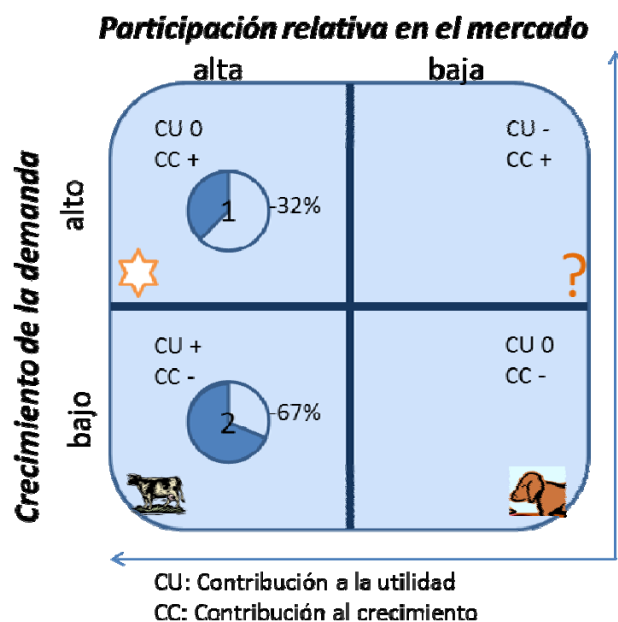 Participación relativa en el mercado
alta
baja
Crecimiento de la demanda
alto
bajo
CU 0
CC +
1
-32%
CU -
CC +
?
CU +
CC -
2
-67%
CU 0
CC -
CU: Contribución a la utilidad
CC: Contribución al crecimiento